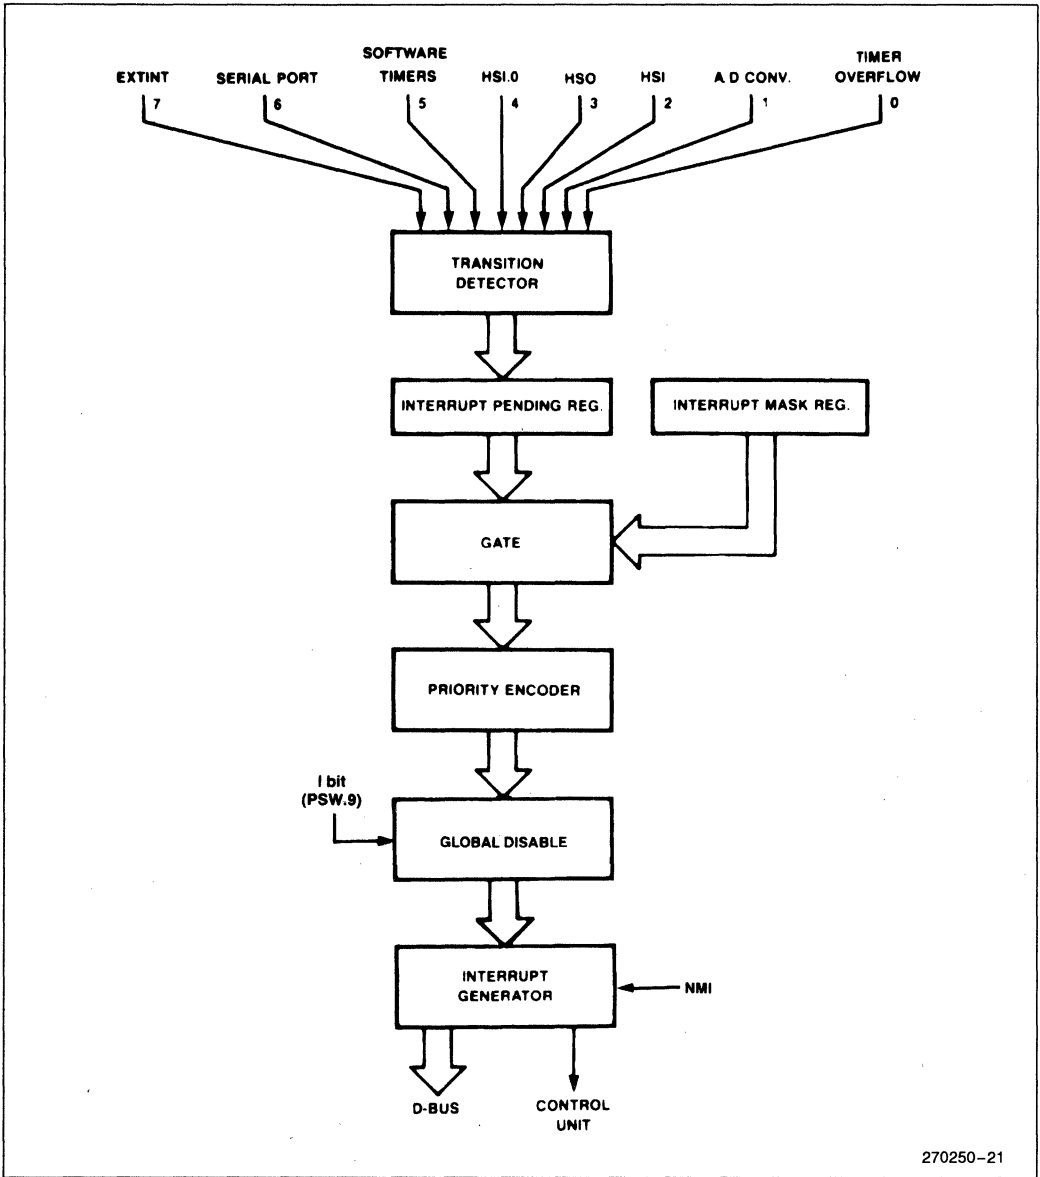 SOFTWARE
TIMER
EXTINT SERIAL PORT TIMERS HSI.0 HSO HSI A D CONV. OVERFLOW
7 6 5 4 3 2 1 0
TRANSITION
DETECTOR
INTERRUPT PENDING REG.
INTERRUPT MASK REG.
GATE
PRIORITY ENCODER
I bit
(PSW.9)
GLOBAL DISABLE
INTERRUPT
GENERATOR
NMI
D-BUS
CONTROL
UNIT
270250-21